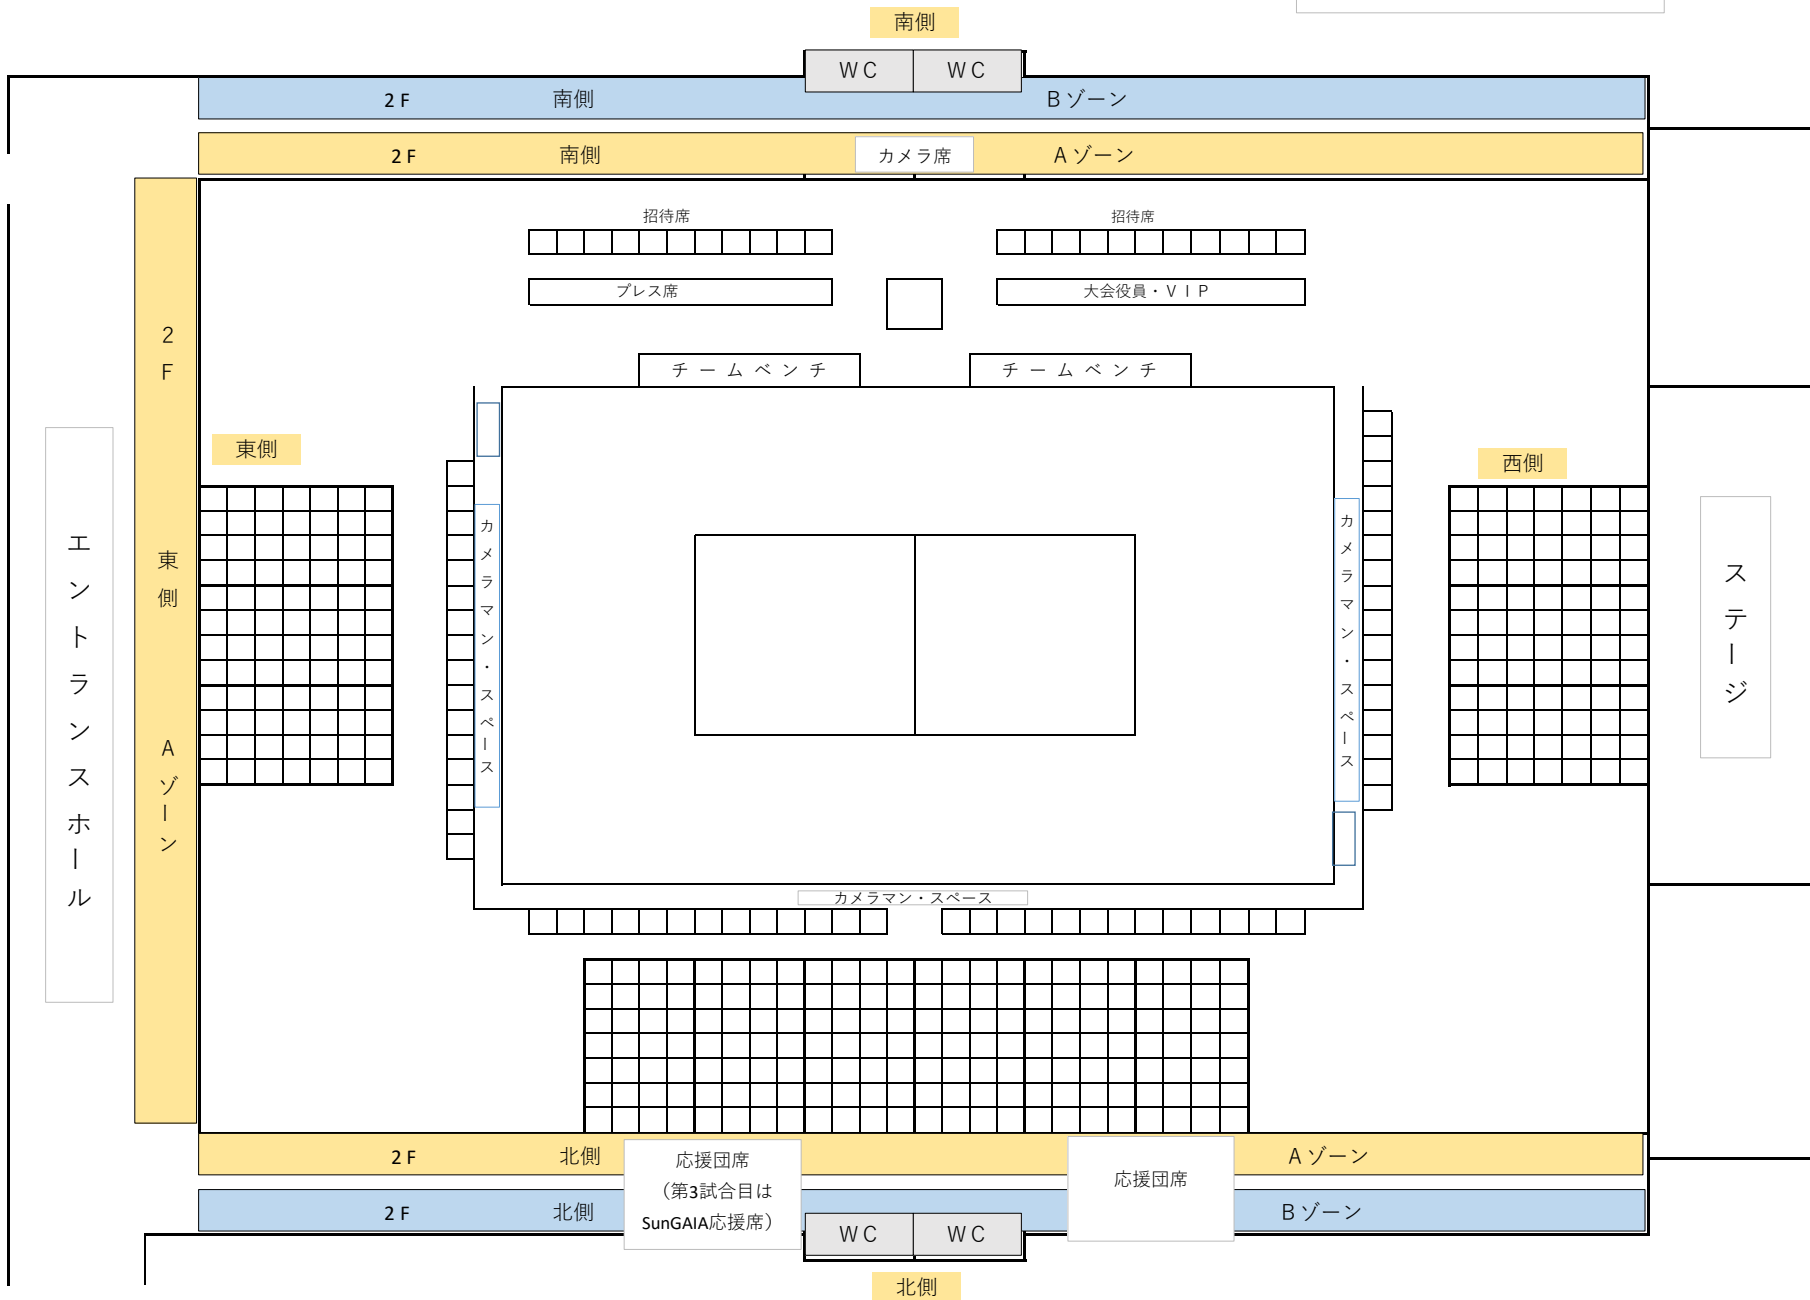 南側
ＷＣ ＷＣ
２Ｆ 南側 Ｂゾーン
２Ｆ 南側 カメラ席 Ａゾーン
招待席 招待席
プレス席 大会役員・ＶＩＰ
チームベンチ チームベンチ
２Ｆ 東側 Ａゾーン
東側
西側
エントランスホール
カメラマン・スペース
カメラマン・スペース
ステージ
カメラマン・スペース
２Ｆ 北側 Ａゾーン
応援団席
（第3試合目は
SunGAIA応援席）
応援団席
２Ｆ 北側 Ｂゾーン
ＷＣ ＷＣ
北側